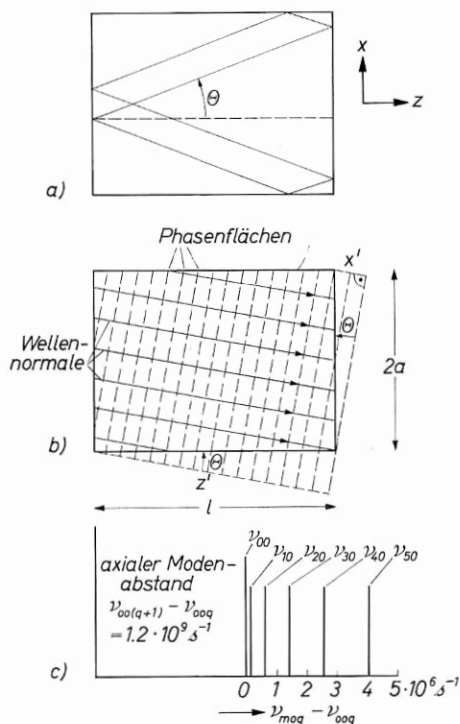 x
Θ
z
a)
Phasenflächen
x'
Θ
Wellen-
normale
2a
b)
Θ
z'
l
ν₀₀
ν₁₀
ν₂₀
ν₃₀
ν₄₀
ν₅₀
axialer Moden-
abstand
ν₀₀₍q₊₁₎ - ν₀₀q
= 1.2 · 10⁹ s⁻¹
c)
0 1 2 3 4 5·10⁶ s⁻¹
→ νₘ₀q - ν₀₀q